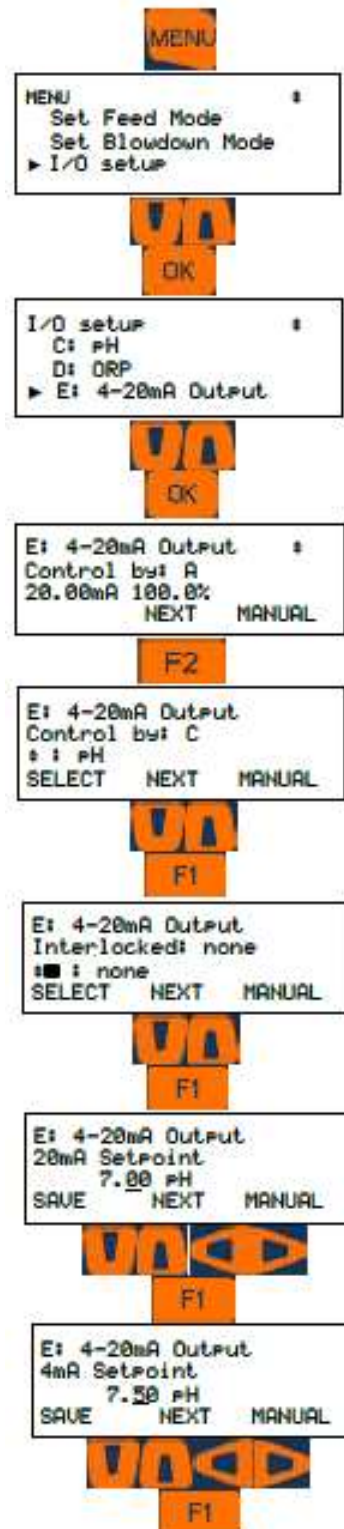 MENU
MENU
Set Feed Mode
Set Blowdown Mode
► I/O setup
OK
I/O setup
C: pH
D: ORP
► E: 4-20mA Output
OK
E: 4-20mA Output
Control by: A
20.00mA 100.0%
NEXT MANUAL
F2
E: 4-20mA Output
Control by: C
: pH
SELECT NEXT MANUAL
F1
E: 4-20mA Output
Interlocked: none
: none
SELECT NEXT MANUAL
F1
E: 4-20mA Output
20mA Setpoint
7.00 pH
SAVE NEXT MANUAL
F1
E: 4-20mA Output
4mA Setpoint
7.50 pH
SAVE NEXT MANUAL
F1